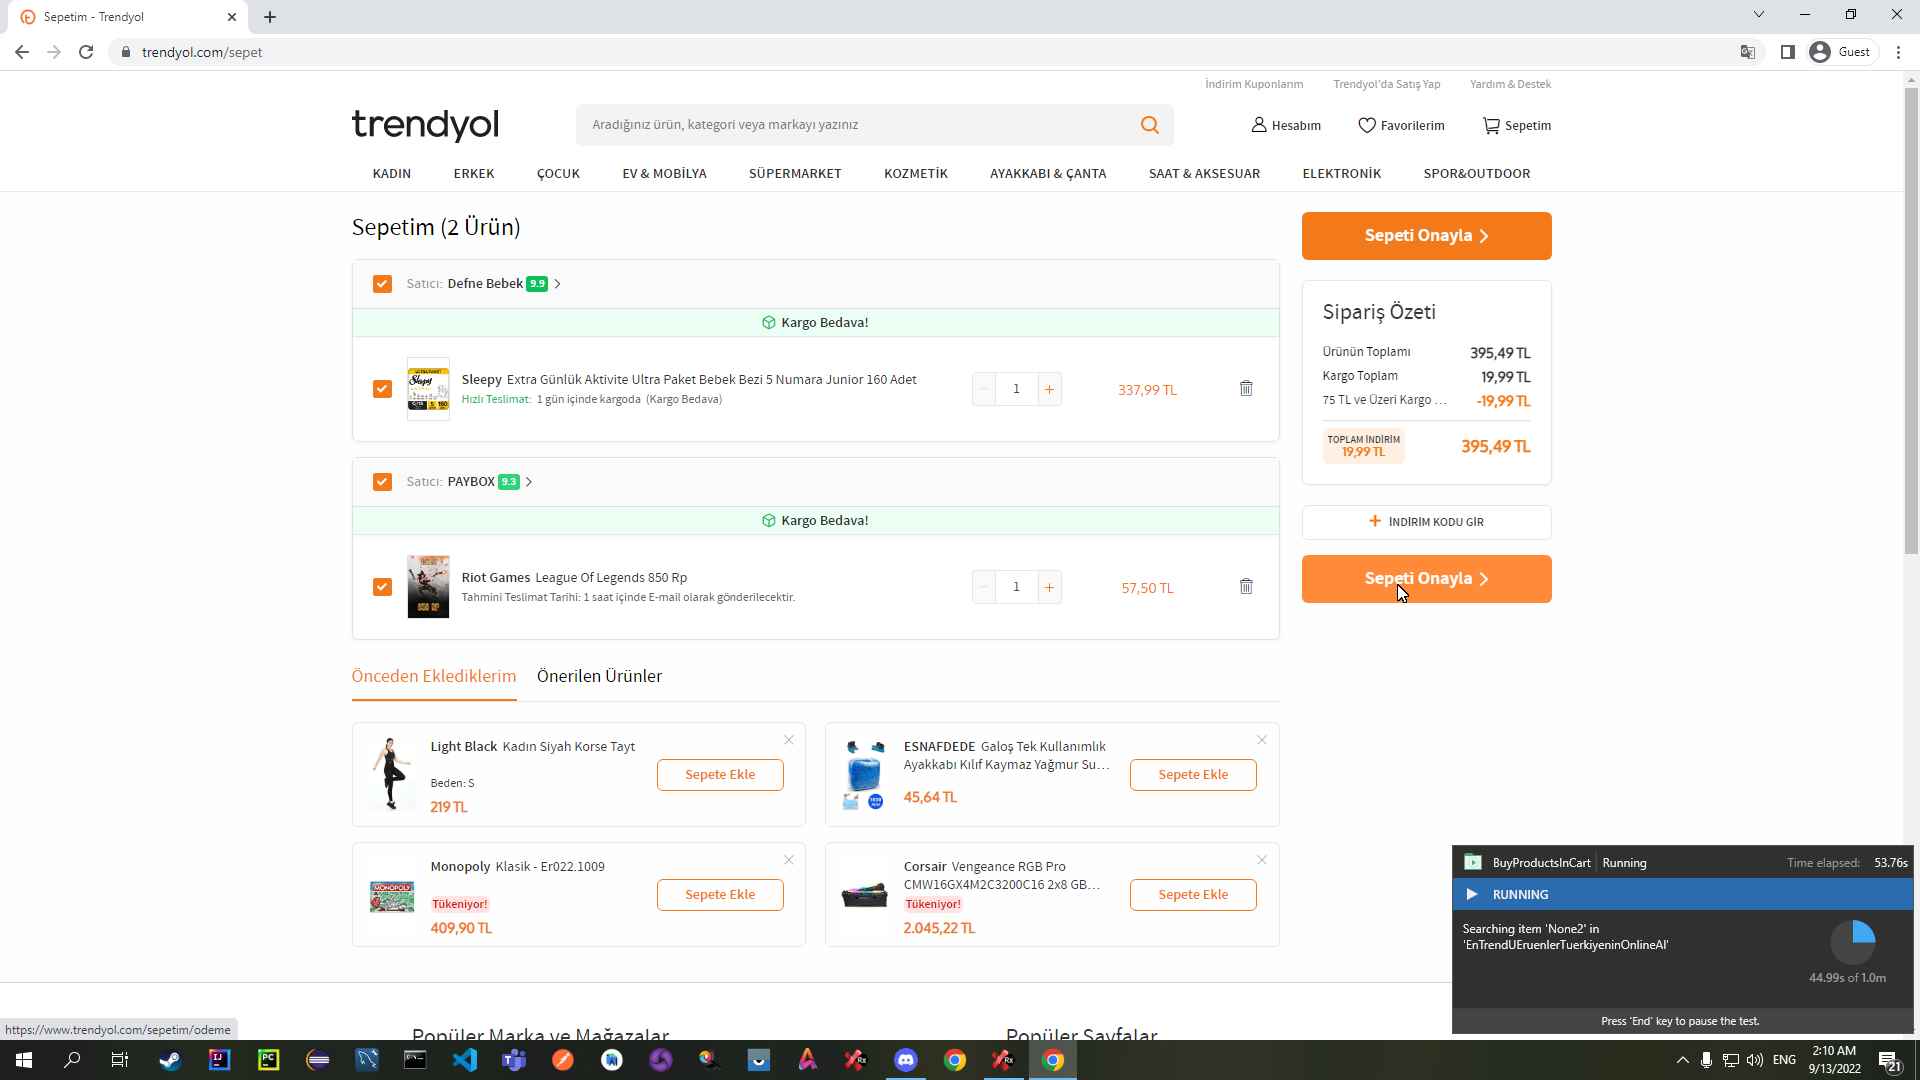 Sepetim - Trendyol
trendyol.com/sepet
Guest
İndirim Kuponlarım
Trendyol'da Satış Yap
Yardım & Destek
trendyol
Aradığınız ürün, kategori veya markayı yazınız
Hesabım
Favorilerim
Sepetim
KADIN
ERKEK
ÇOCUK
EV & MOBİLYA
SÜPERMARKET
KOZMETİK
AYAKKABI & ÇANTA
SAAT & AKSESUAR
ELEKTRONİK
SPOR&OUTDOOR
Sepetim (2 Ürün)
Sepeti Onayla
Satıcı: Defne Bebek 9.9
Kargo Bedava!
Sleepy Extra Günlük Aktivite Ultra Paket Bebek Bezi 5 Numara Junior 160 Adet
Hızlı Teslimat: 1 gün içinde kargoda (Kargo Bedava)
1
337,99 TL
Sipariş Özeti
Ürünün Toplamı 395,49 TL
Kargo Toplam 19,99 TL
75 TL ve Üzeri Kargo ... -19,99 TL
TOPLAM İNDİRİM
19,99 TL
395,49 TL
Satıcı: PAYBOX 9.3
Kargo Bedava!
Riot Games League Of Legends 850 Rp
Tahmini Teslimat Tarihi: 1 saat içinde E-mail olarak gönderilecektir.
1
57,50 TL
İNDİRİM KODU GİR
Sepeti Onayla
Önceden Eklediklerim
Önerilen Ürünler
Light Black Kadın Siyah Korse Tayt
Beden: S
219 TL
Sepete Ekle
ESNAFDEDE Galoş Tek Kullanımlık
Ayakkabı Kılıf Kaymaz Yağmur Su...
45,64 TL
Sepete Ekle
Monopoly Klasik - Er022.1009
Tükeniyor!
409,90 TL
Sepete Ekle
Corsair Vengeance RGB Pro
CMW16GX4M2C3200C16 2x8 GB...
Tükeniyor!
2.045,22 TL
Sepete Ekle
BuyProductsInCart
Running
Time elapsed: 53.76s
RUNNING
Searching item 'None2' in
'EnTrendUEruenlerTuerkiyeninOnlineAl'
44.99s of 1.0m
Press 'End' key to pause the test.
Popüler Marka ve Mağazalar
Popüler Sayfalar
https://www.trendyol.com/sepetim/odeme
ENG
2:10 AM
9/13/2022
21